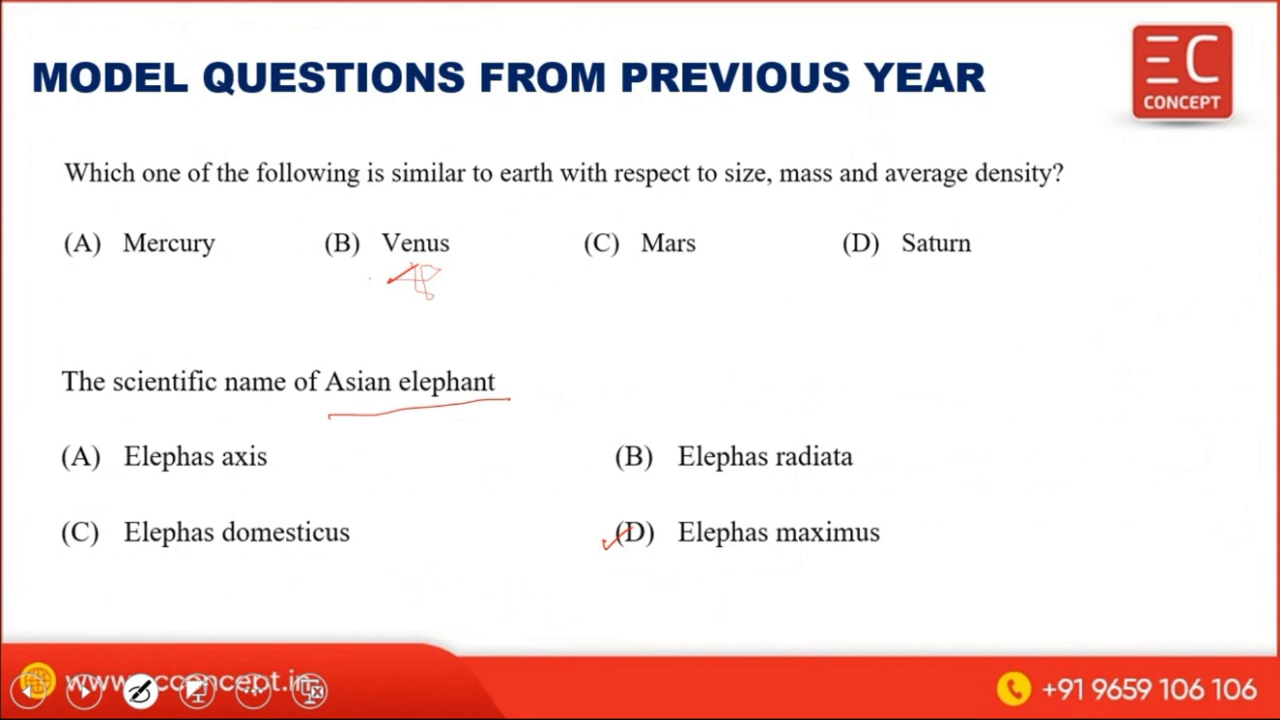 MODEL QUESTIONS FROM PREVIOUS YEAR
EC
CONCEPT
Which one of the following is similar to earth with respect to size, mass and average density?
(A) Mercury (B) Venus (C) Mars (D) Saturn
The scientific name of Asian elephant
(A) Elephas axis (B) Elephas radiata
(C) Elephas domesticus (D) Elephas maximus
+91 9659 106 106